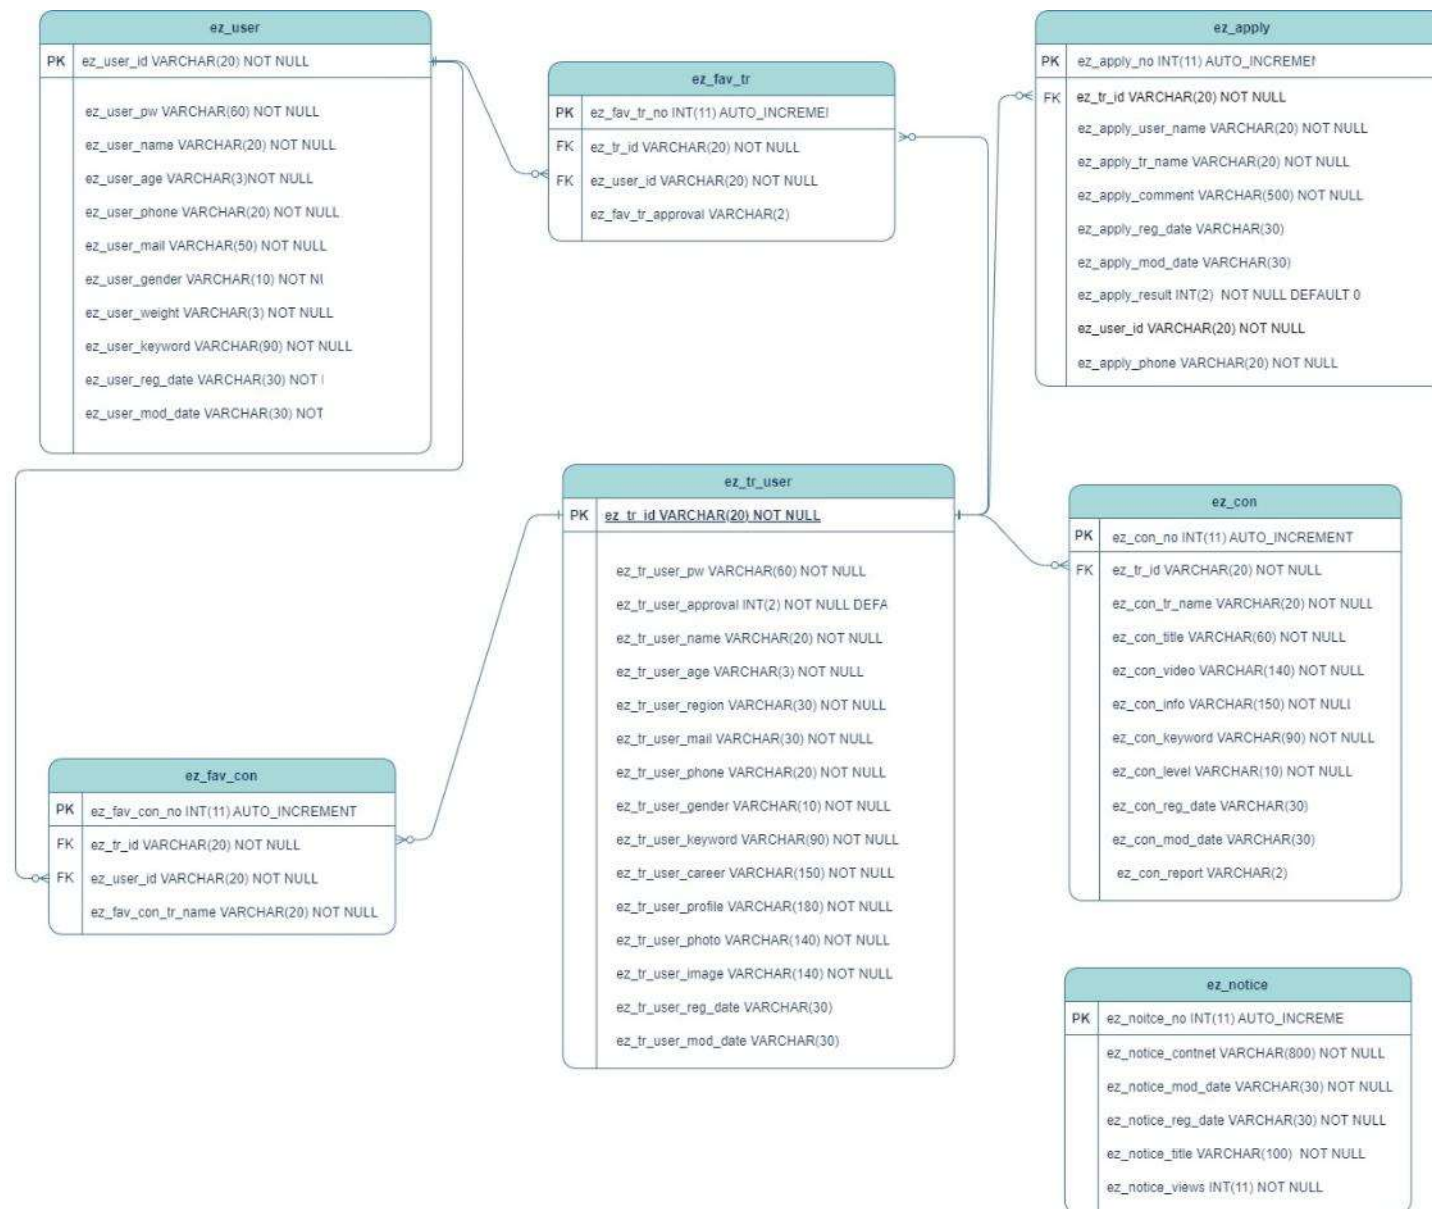 ez_user
PK ez_user_id VARCHAR(20) NOT NULL
ez_user_pw VARCHAR(60) NOT NULL
ez_user_name VARCHAR(20) NOT NULL
ez_user_age VARCHAR(3)NOT NULL
ez_user_phone VARCHAR(20) NOT NULL
ez_user_mail VARCHAR(50) NOT NULL
ez_user_gender VARCHAR(10) NOT NU
ez_user_weight VARCHAR(3) NOT NULL
ez_user_keyword VARCHAR(90) NOT NULL
ez_user_reg_date VARCHAR(30) NOT
ez_user_mod_date VARCHAR(30) NOT
ez_fav_tr
PK ez_fav_tr_no INT(11) AUTO_INCREME
FK ez_tr_id VARCHAR(20) NOT NULL
FK ez_user_id VARCHAR(20) NOT NULL
ez_fav_tr_approval VARCHAR(2)
ez_apply
PK ez_apply_no INT(11) AUTO_INCREME
FK ez_tr_id VARCHAR(20) NOT NULL
ez_apply_user_name VARCHAR(20) NOT NULL
ez_apply_tr_name VARCHAR(20) NOT NULL
ez_apply_comment VARCHAR(500) NOT NULL
ez_apply_reg_date VARCHAR(30)
ez_apply_mod_date VARCHAR(30)
ez_apply_result INT(2) NOT NULL DEFAULT 0
ez_user_id VARCHAR(20) NOT NULL
ez_apply_phone VARCHAR(20) NOT NULL
ez_tr_user
PK ez_tr_id VARCHAR(20) NOT NULL
ez_tr_user_pw VARCHAR(60) NOT NULL
ez_tr_user_approval INT(2) NOT NULL DEFA
ez_tr_user_name VARCHAR(20) NOT NULL
ez_tr_user_age VARCHAR(3) NOT NULL
ez_tr_user_region VARCHAR(30) NOT NULL
ez_tr_user_mail VARCHAR(30) NOT NULL
ez_tr_user_phone VARCHAR(20) NOT NULL
ez_tr_user_gender VARCHAR(10) NOT NULL
ez_tr_user_keyword VARCHAR(90) NOT NULL
ez_tr_user_career VARCHAR(150) NOT NULL
ez_tr_user_profile VARCHAR(180) NOT NULL
ez_tr_user_photo VARCHAR(140) NOT NULL
ez_tr_user_image VARCHAR(140) NOT NULL
ez_tr_user_reg_date VARCHAR(30)
ez_tr_user_mod_date VARCHAR(30)
ez_con
PK ez_con_no INT(11) AUTO_INCREMENT
FK ez_tr_id VARCHAR(20) NOT NULL
ez_con_tr_name VARCHAR(20) NOT NULL
ez_con_title VARCHAR(60) NOT NULL
ez_con_video VARCHAR(140) NOT NULL
ez_con_info VARCHAR(150) NOT NULL
ez_con_keyword VARCHAR(90) NOT NULL
ez_con_level VARCHAR(10) NOT NULL
ez_con_reg_date VARCHAR(30)
ez_con_mod_date VARCHAR(30)
ez_con_report VARCHAR(2)
ez_fav_con
PK ez_fav_con_no INT(11) AUTO_INCREMENT
FK ez_tr_id VARCHAR(20) NOT NULL
FK ez_user_id VARCHAR(20) NOT NULL
ez_fav_con_tr_name VARCHAR(20) NOT NULL
ez_notice
PK ez_noitce_no INT(11) AUTO_INCREME
ez_notice_contnet VARCHAR(800) NOT NULL
ez_notice_mod_date VARCHAR(30) NOT NULL
ez_notice_reg_date VARCHAR(30) NOT NULL
ez_notice_title VARCHAR(100) NOT NULL
ez_notice_views INT(11) NOT NULL